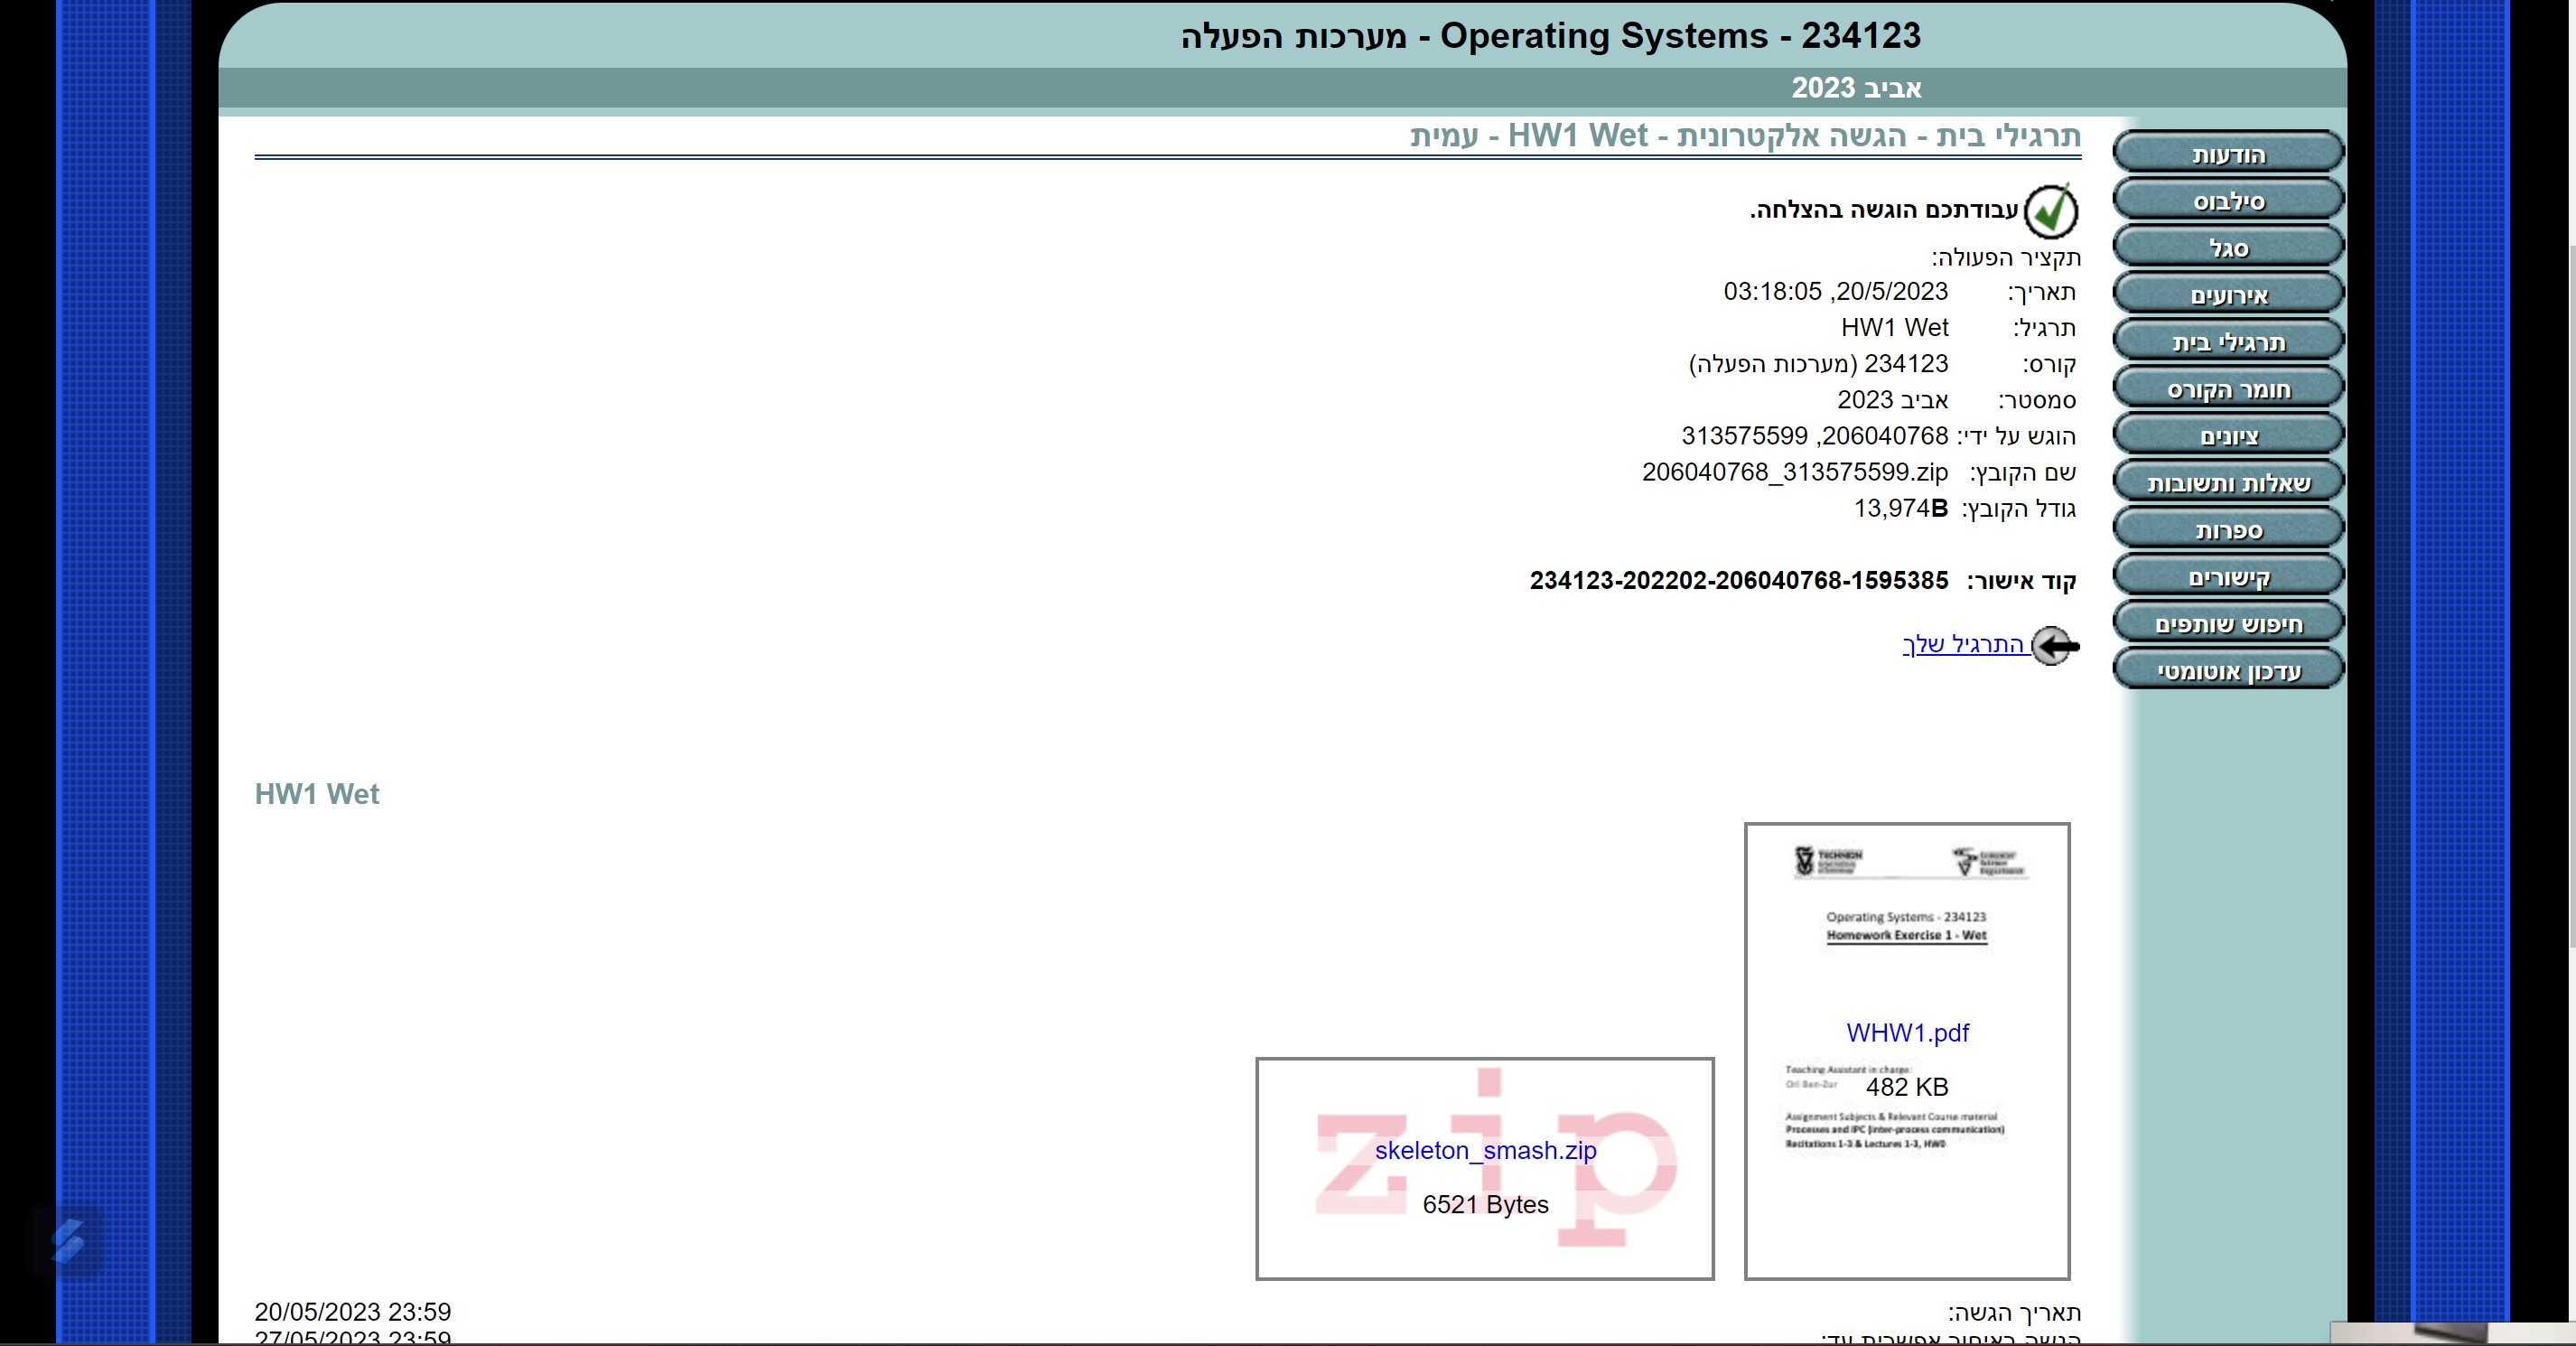 234123 - Operating Systems - מערכות הפעלה
אביב 2023
תרגילי בית - הגשה אלקטרונית - HW1 Wet - עמית
הודעות
סילבוס
סגל
אירועים
תרגילי בית
חומר הקורס
ציונים
שאלות ותשובות
ספרות
קישורים
חיפוש שותפים
עדכון אוטומטי
עבודתכם הוגשה בהצלחה.
תקציר הפעולה:
תאריך: 20/5/2023, 03:18:05
תרגיל: HW1 Wet
קורס: 234123 (מערכות הפעלה)
סמסטר: אביב 2023
הוגש על ידי: 206040768, 313575599
שם הקובץ: 206040768_313575599.zip
גודל הקובץ: 13,974B
קוד אישור: 234123-202202-206040768-1595385
התרגיל שלך
HW1 Wet
TECHNION
Computer Science Department
Operating Systems - 234123
Homework Exercise 1 - Wet
WHW1.pdf
Teaching Assistant in charge:
Ori Ben-Zur
482 KB
Assignment Subjects & Relevant Course material
Processes and IPC (inter-process communication)
Recitations 1-3 & Lectures 1-3, HW0
zip
skeleton_smash.zip
6521 Bytes
תאריך הגשה: 20/05/2023 23:59
הגשה באיחור אפשרית עד: 27/05/2023 23:59